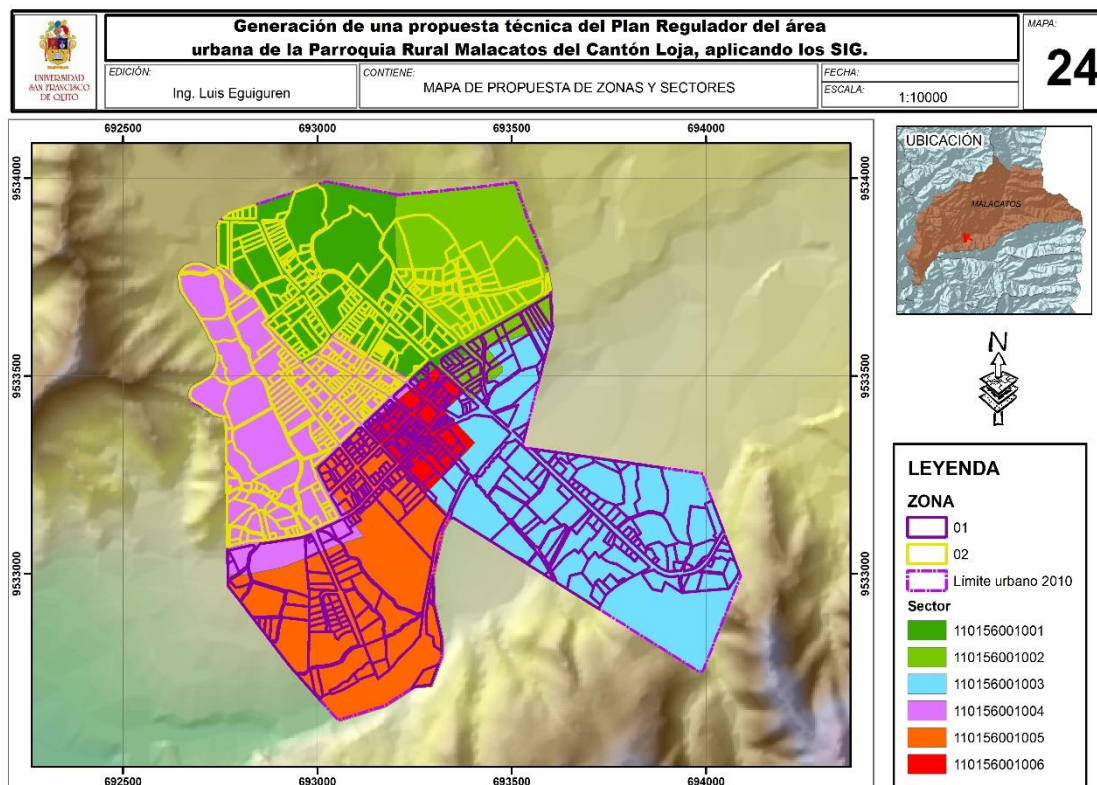 Generación de una propuesta técnica del Plan Regulador del área
urbana de la Parroquia Rural Malacatos del Cantón Loja, aplicando los SIG.
UNIVERSIDAD
SAN FRANCISCO
DE QUITO
EDICIÓN:
Ing. Luis Eguiguren
CONTIENE:
MAPA DE PROPUESTA DE ZONAS Y SECTORES
FECHA:
ESCALA:
1:10000
MAPA:
24
692500
693000
693500
694000
9534000
9533500
9533000
9534000
9533500
9533000
692500
693000
693500
694000
UBICACIÓN
MALACATOS
N
LEYENDA
ZONA
01
02
Límite urbano 2010
Sector
110156001001
110156001002
110156001003
110156001004
110156001005
110156001006